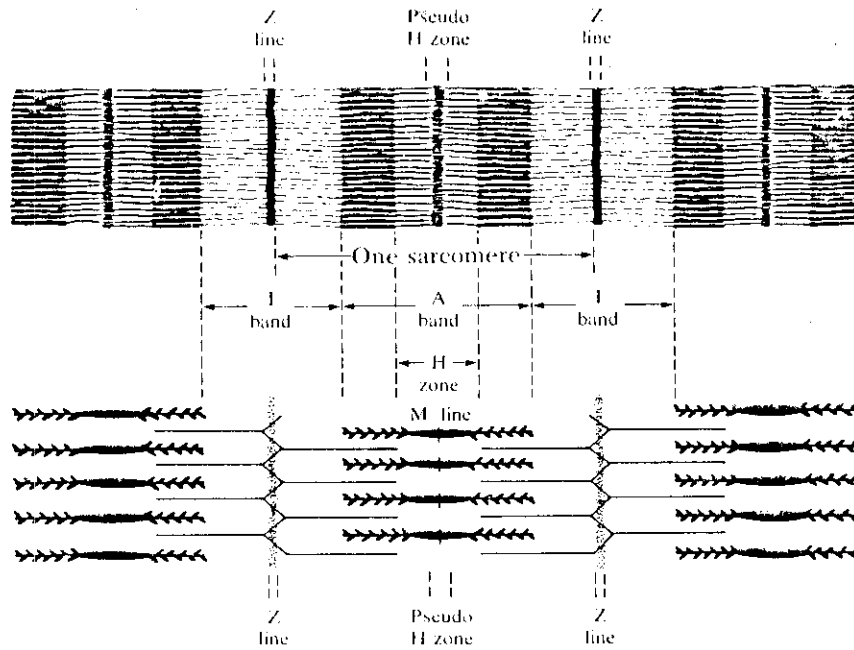 Z
line
Pseudo
H zone
Z
line
One sarcomere
I
band
A
band
I
band
H
zone
M line
Z
line
Pseudo
H zone
Z
line